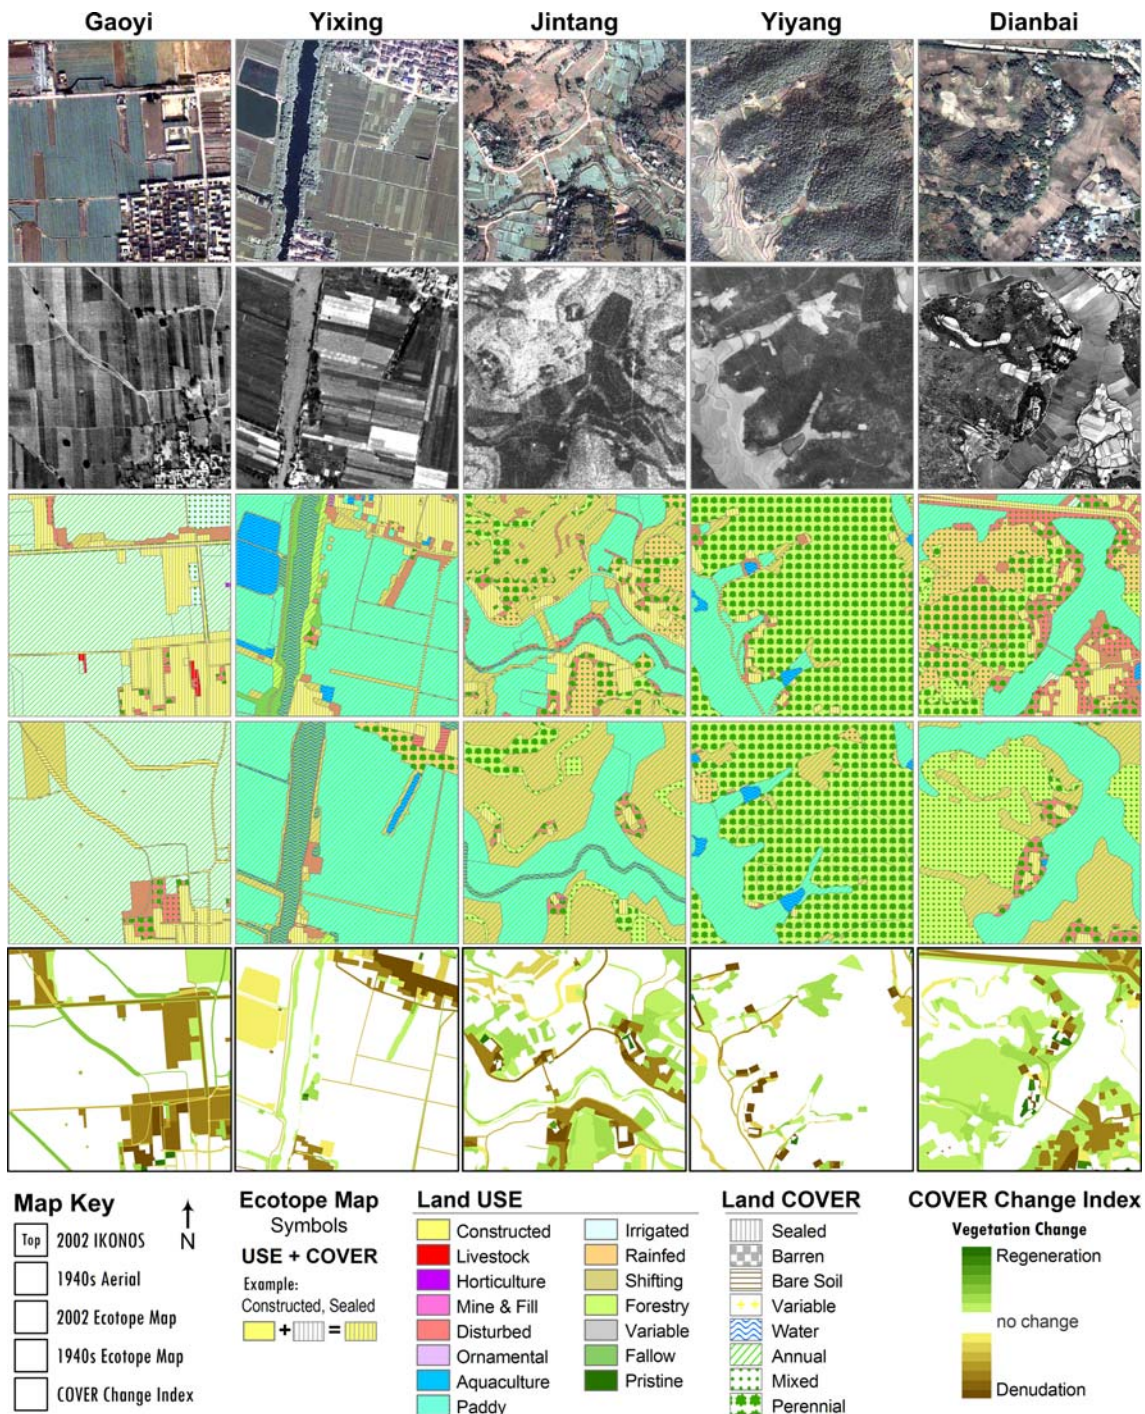 Gaoyi Yixing Jintang Yiyang Dianbai
Map Key
N
Top 2002 IKONOS
1940s Aerial
2002 Ecotope Map
1940s Ecotope Map
COVER Change Index
Ecotope Map
Symbols
USE + COVER
Example:
Constructed, Sealed
+ =
Land USE
Constructed
Livestock
Horticulture
Mine & Fill
Disturbed
Ornamental
Aquaculture
Paddy
Irrigated
Rainfed
Shifting
Forestry
Variable
Fallow
Pristine
Land COVER
Sealed
Barren
Bare Soil
Variable
Water
Annual
Mixed
Perennial
COVER Change Index
Vegetation Change
Regeneration
no change
Denudation